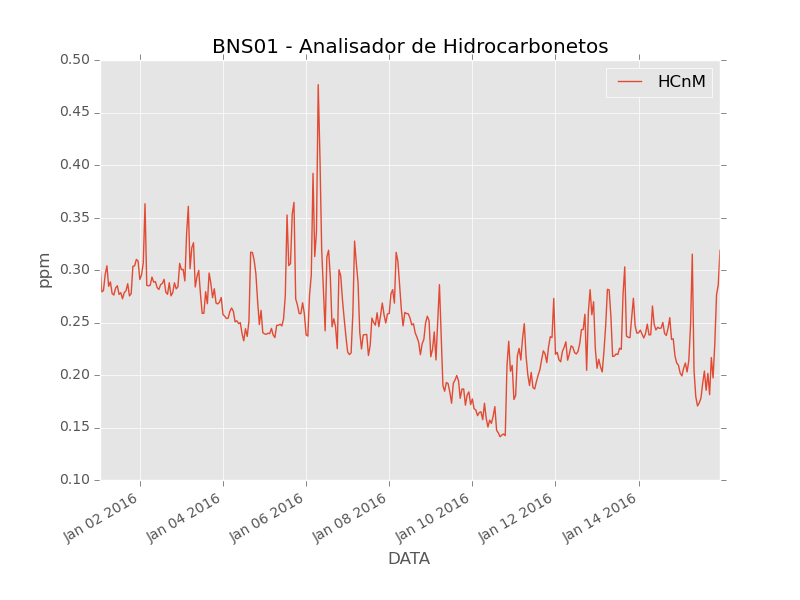 BNS01 - Analisador de Hidrocarbonetos
HCnM
ppm
0.50
0.45
0.40
0.35
0.30
0.25
0.20
0.15
0.10
Jan 02 2016
Jan 04 2016
Jan 06 2016
Jan 08 2016
Jan 10 2016
Jan 12 2016
Jan 14 2016
DATA